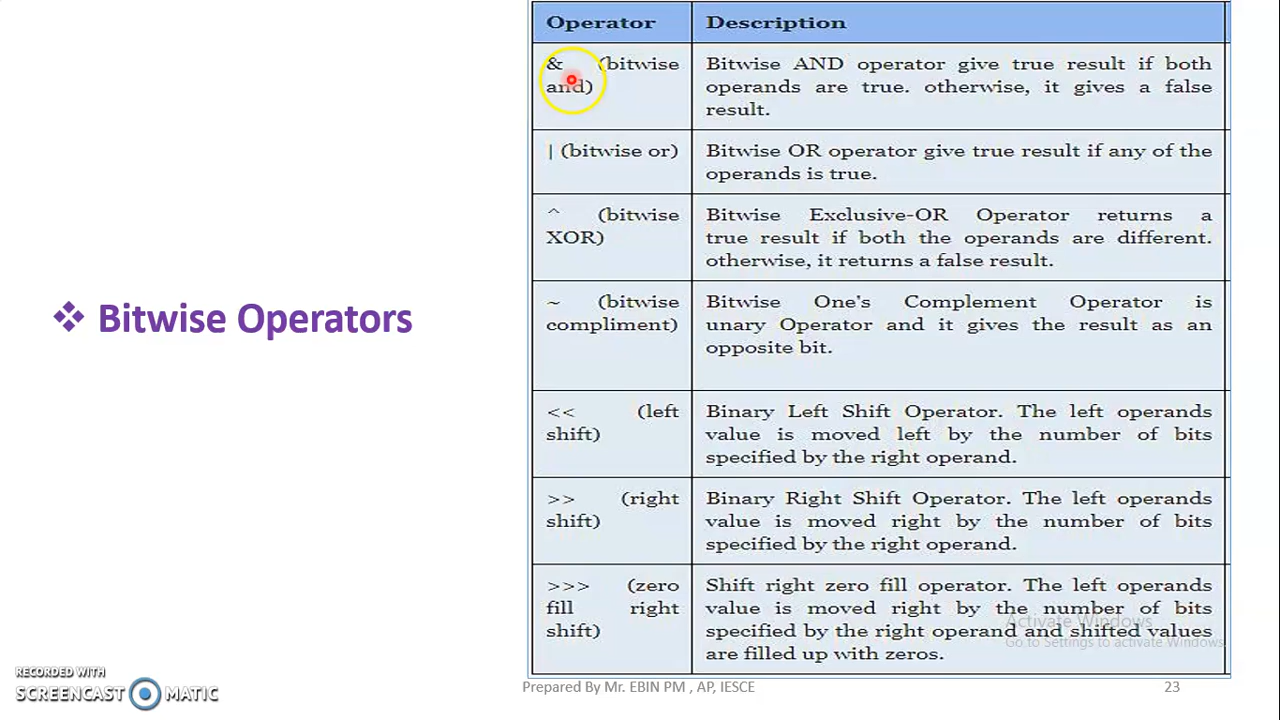 ❖ Bitwise Operators
Operator Description
& (bitwise Bitwise AND operator give true result if both
and) operands are true. otherwise, it gives a false
result.
| (bitwise or) Bitwise OR operator give true result if any of the
operands is true.
^ (bitwise Bitwise Exclusive-OR Operator returns a
XOR) true result if both the operands are different.
otherwise, it returns a false result.
~ (bitwise Bitwise One's Complement Operator is
compliment) unary Operator and it gives the result as an
opposite bit.
<< (left Binary Left Shift Operator. The left operands
shift) value is moved left by the number of bits
specified by the right operand.
>> (right Binary Right Shift Operator. The left operands
shift) value is moved right by the number of bits
specified by the right operand.
>>> (zero Shift right zero fill operator. The left operands
fill right value is moved right by the number of bits
shift) specified by the right operand and shifted values
are filled up with zeros.
Activate Windows
Go to Settings to activate Windows.
RECORDED WITH
SCREENCAST MATIC
Prepared By Mr. EBIN PM , AP, IESCE 23